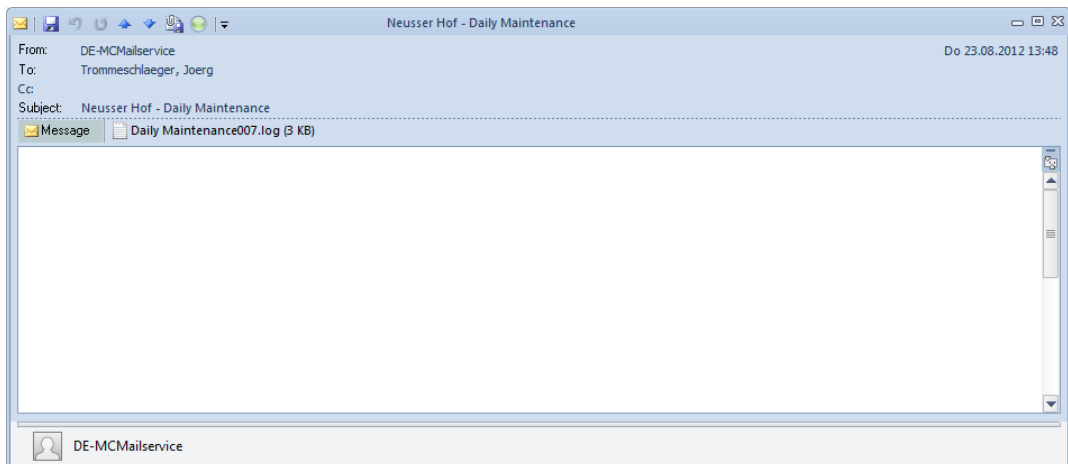 Neusser Hof - Daily Maintenance
From: DE-MCMailservice Do 23.08.2012 13:48
To: Trommeschlaeger, Joerg
Cc:
Subject: Neusser Hof - Daily Maintenance
Message Daily Maintenance007.log (3 KB)
DE-MCMailservice